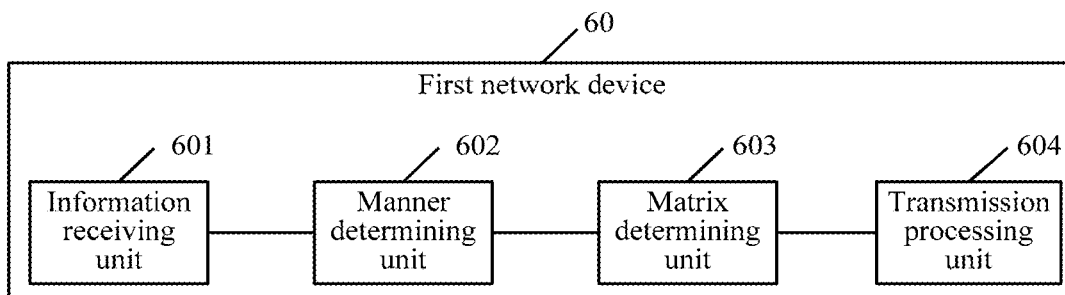 60
First network device
601
602
603
604
Information
receiving
unit
Manner
determining
unit
Matrix
determining
unit
Transmission
processing
unit